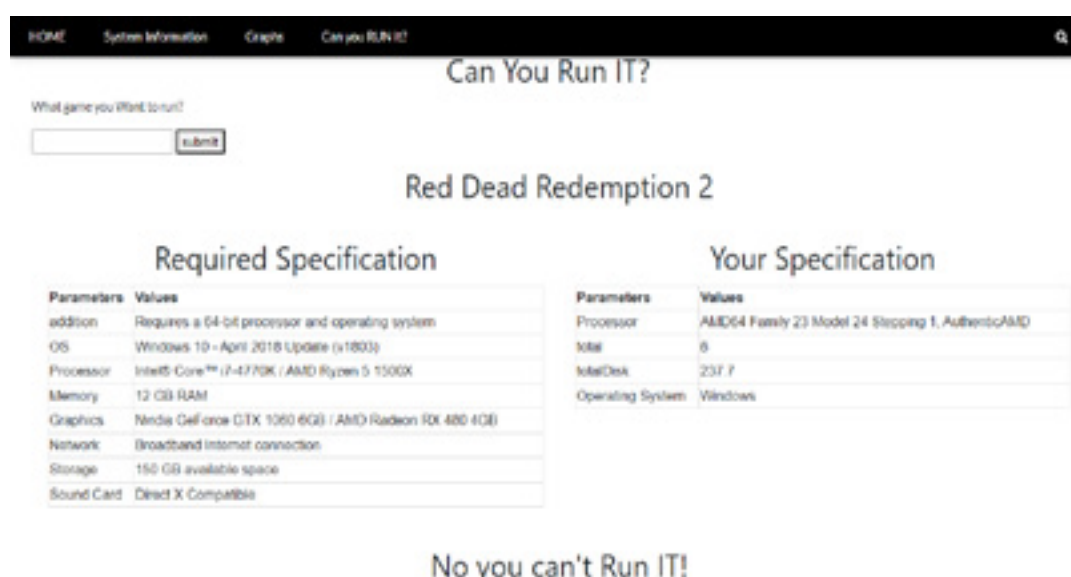 HOME System Information Graphs Can you RUN It?
Can You Run IT?
What game you Want to run?
submit
Red Dead Redemption 2
Required Specification
Parameters Values
addition Requires a 64-bit processor and operating system
OS Windows 10 - April 2018 Update (v1803)
Processor Intel® Core™ i7-4770K / AMD Ryzen 5 1500X
Memory 12 GB RAM
Graphics Nvidia GeForce GTX 1060 6GB / AMD Radeon RX 480 4GB
Network Broadband Internet connection
Storage 150 GB available space
Sound Card Direct X Compatible
Your Specification
Parameters Values
Processor AMD64 Family 23 Model 24 Stepping 1, AuthenticAMD
total 6
totalDisk 237.7
Operating System Windows
No you can't Run IT!